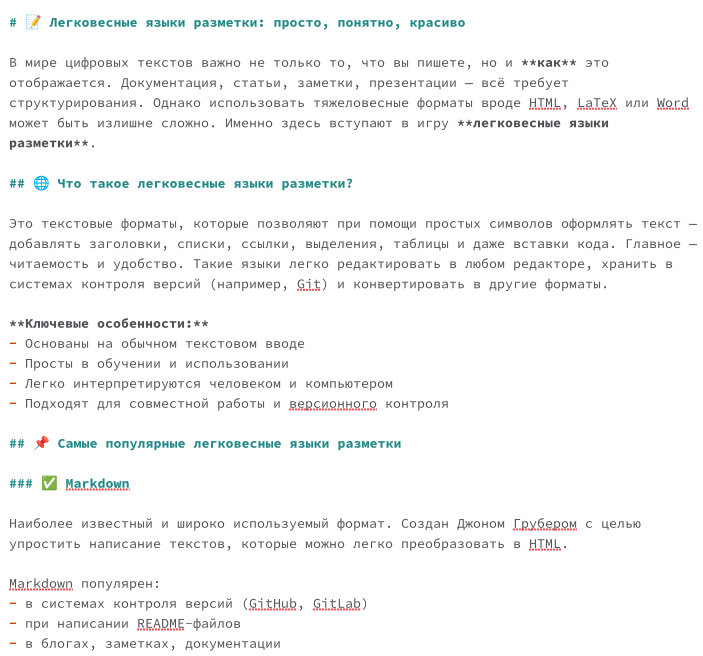 # 📝 Легковесные языки разметки: просто, понятно, красиво
В мире цифровых текстов важно не только то, что вы пишете, но и **как** это
отображается. Документация, статьи, заметки, презентации — всё требует
структурирования. Однако использовать тяжеловесные форматы вроде HTML, LaTeX или Word
может быть излишне сложно. Именно здесь вступают в игру **легковесные языки
разметки**.
## 🌐 Что такое легковесные языки разметки?
Это текстовые форматы, которые позволяют при помощи простых символов оформлять текст —
добавлять заголовки, списки, ссылки, выделения, таблицы и даже вставки кода. Главное —
читаемость и удобство. Такие языки легко редактировать в любом редакторе, хранить в
системах контроля версий (например, Git) и конвертировать в другие форматы.
**Ключевые особенности:**
- Основаны на обычном текстовом вводе
- Просты в обучении и использовании
- Легко интерпретируются человеком и компьютером
- Подходят для совместной работы и версионного контроля
## 📌 Самые популярные легковесные языки разметки
### ✅ Markdown
Наиболее известный и широко используемый формат. Создан Джоном Грубером с целью
упростить написание текстов, которые можно легко преобразовать в HTML.
Markdown популярен:
- в системах контроля версий (GitHub, GitLab)
- при написании README-файлов
- в блогах, заметках, документации